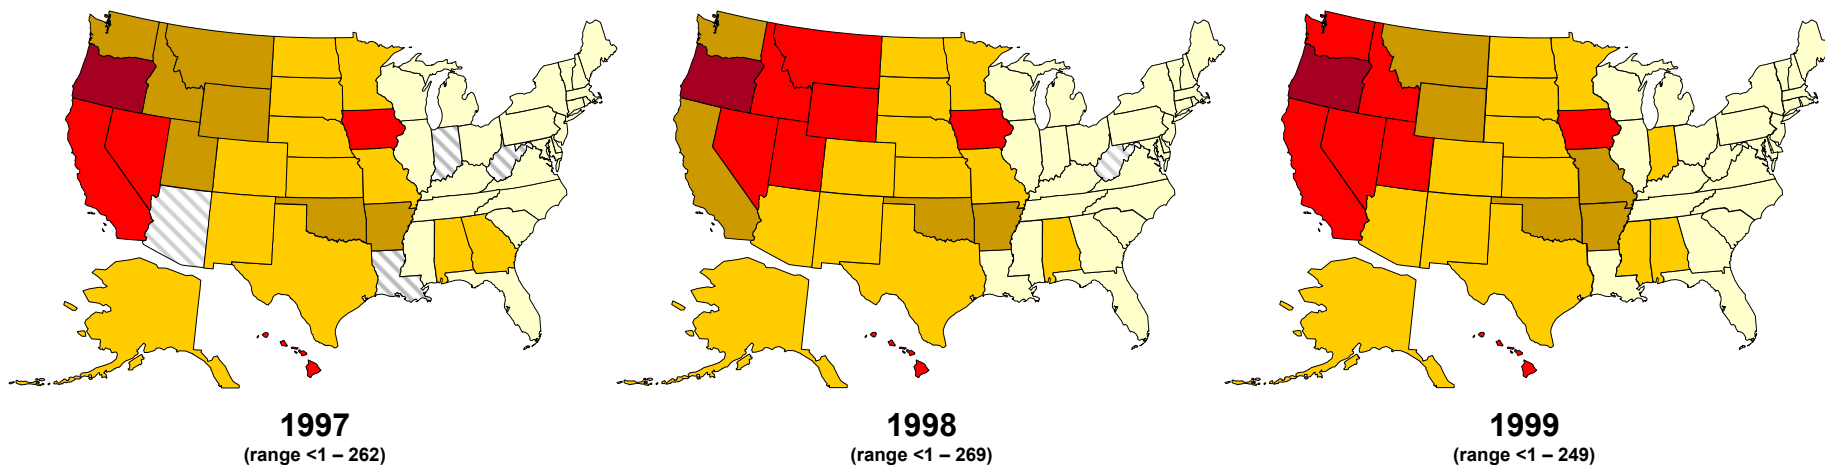 1997
(range <1 – 262)
1998
(range <1 – 269)
1999
(range <1 – 249)